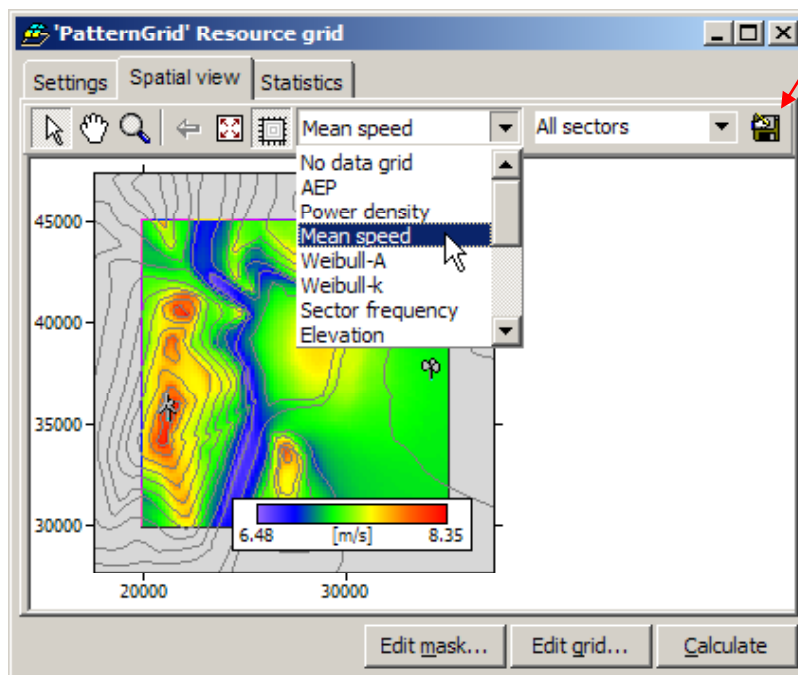 'PatternGrid' Resource grid
Settings Spatial view Statistics
Mean speed All sectors
No data grid
AEP
Power density
Mean speed
Weibull-A
Weibull-k
Sector frequency
Elevation
45000
40000
35000
30000
6.48 [m/s] 8.35
20000 30000
Edit mask... Edit grid... Calculate